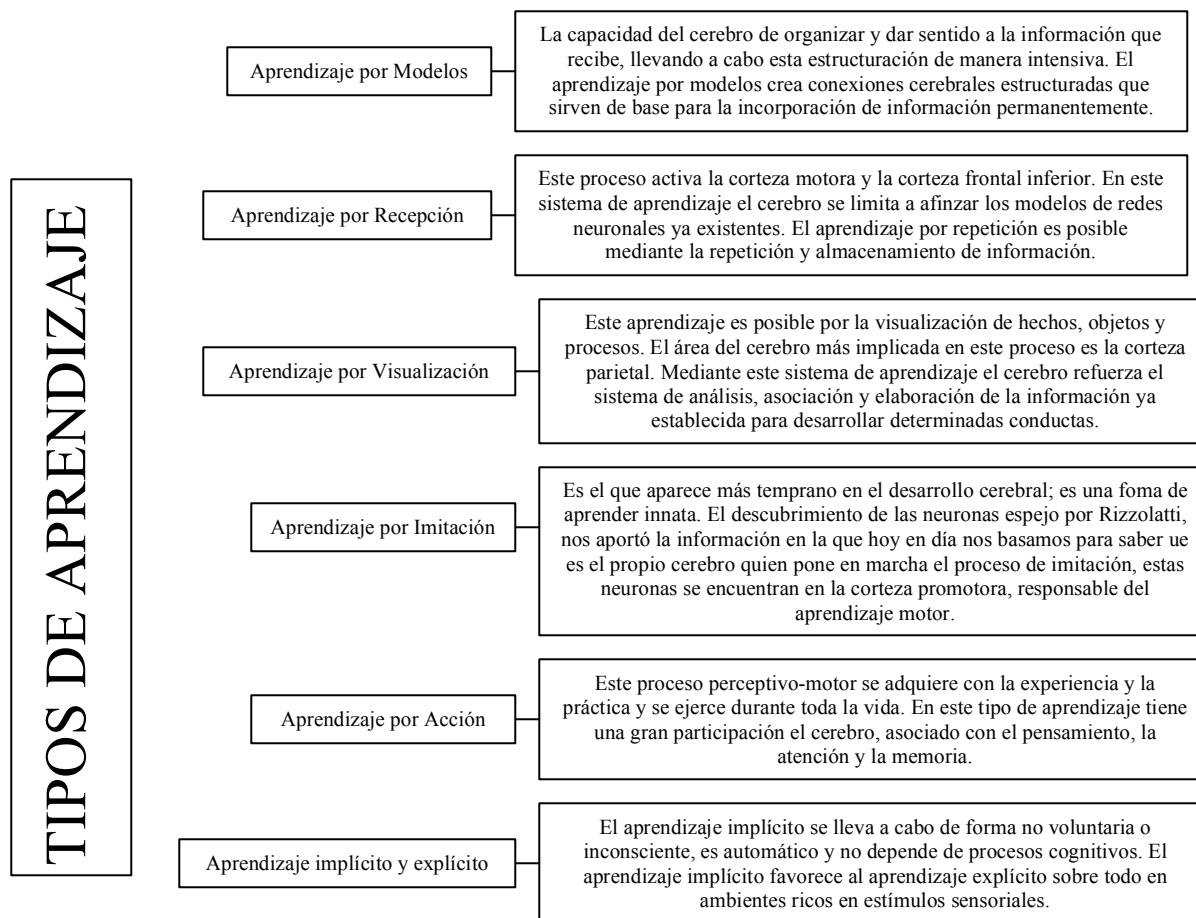 TIPOS DE APRENDIZAJE
Aprendizaje por Modelos
La capacidad del cerebro de organizar y dar sentido a la información que
recibe, llevando a cabo esta estructuración de manera intensiva. El
aprendizaje por modelos crea conexiones cerebrales estructuradas que
sirven de base para la incorporación de información permanentemente.
Aprendizaje por Recepción
Este proceso activa la corteza motora y la corteza frontal inferior. En este
sistema de aprendizaje el cerebro se limita a afinzar los modelos de redes
neuronales ya existentes. El aprendizaje por repetición es posible
mediante la repetición y almacenamiento de información.
Aprendizaje por Visualización
Este aprendizaje es posible por la visualización de hechos, objetos y
procesos. El área del cerebro más implicada en este proceso es la corteza
parietal. Mediante este sistema de aprendizaje el cerebro refuerza el
sistema de análisis, asociación y elaboración de la información ya
establecida para desarrollar determinadas conductas.
Aprendizaje por Imitación
Es el que aparece más temprano en el desarrollo cerebral; es una foma de
aprender innata. El descubrimiento de las neuronas espejo por Rizzolatti,
nos aportó la información en la que hoy en día nos basamos para saber ue
es el propio cerebro quien pone en marcha el proceso de imitación, estas
neuronas se encuentran en la corteza promotora, responsable del
aprendizaje motor.
Aprendizaje por Acción
Este proceso perceptivo-motor se adquiere con la experiencia y la
práctica y se ejerce durante toda la vida. En este tipo de aprendizaje tiene
una gran participación el cerebro, asociado con el pensamiento, la
atención y la memoria.
Aprendizaje implícito y explícito
El aprendizaje implícito se lleva a cabo de forma no voluntaria o
inconsciente, es automático y no depende de procesos cognitivos. El
aprendizaje implícito favorece al aprendizaje explícito sobre todo en
ambientes ricos en estímulos sensoriales.